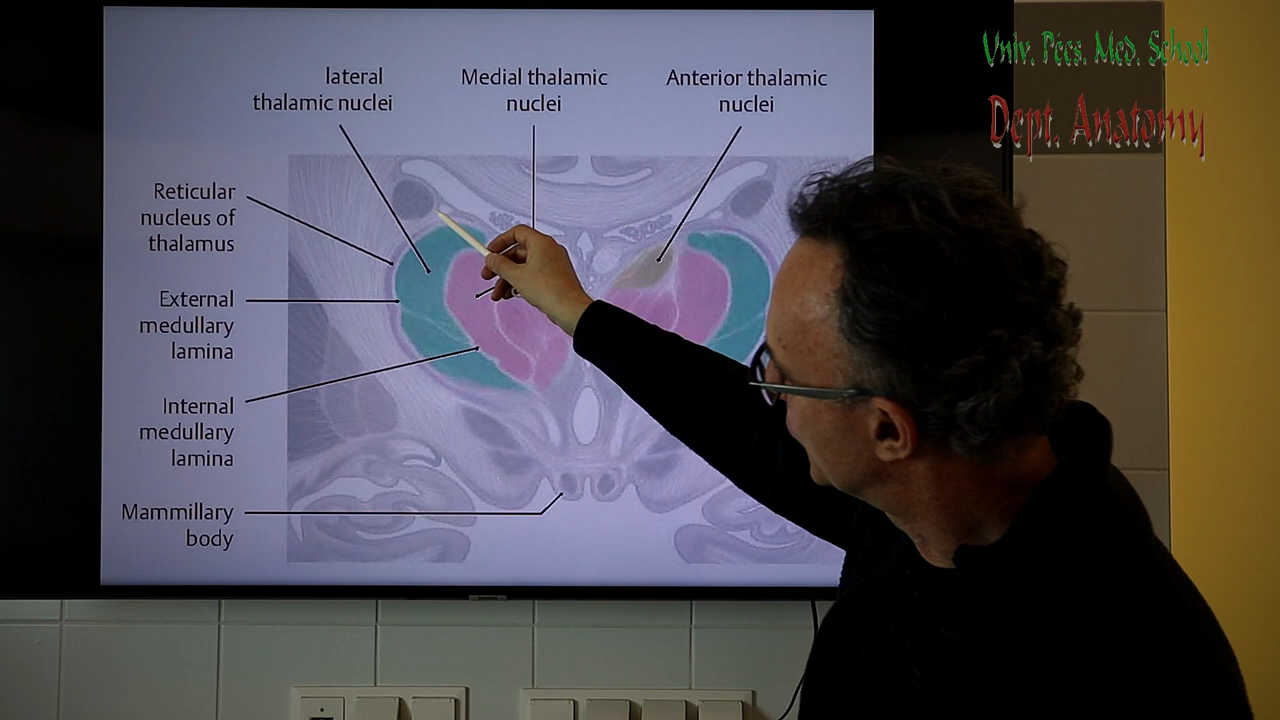 Univ. Pécs. Med. School
Dept. Anatomy
lateral
thalamic nuclei
Medial thalamic
nuclei
Anterior thalamic
nuclei
Reticular
nucleus of
thalamus
External
medullary
lamina
Internal
medullary
lamina
Mammillary
body